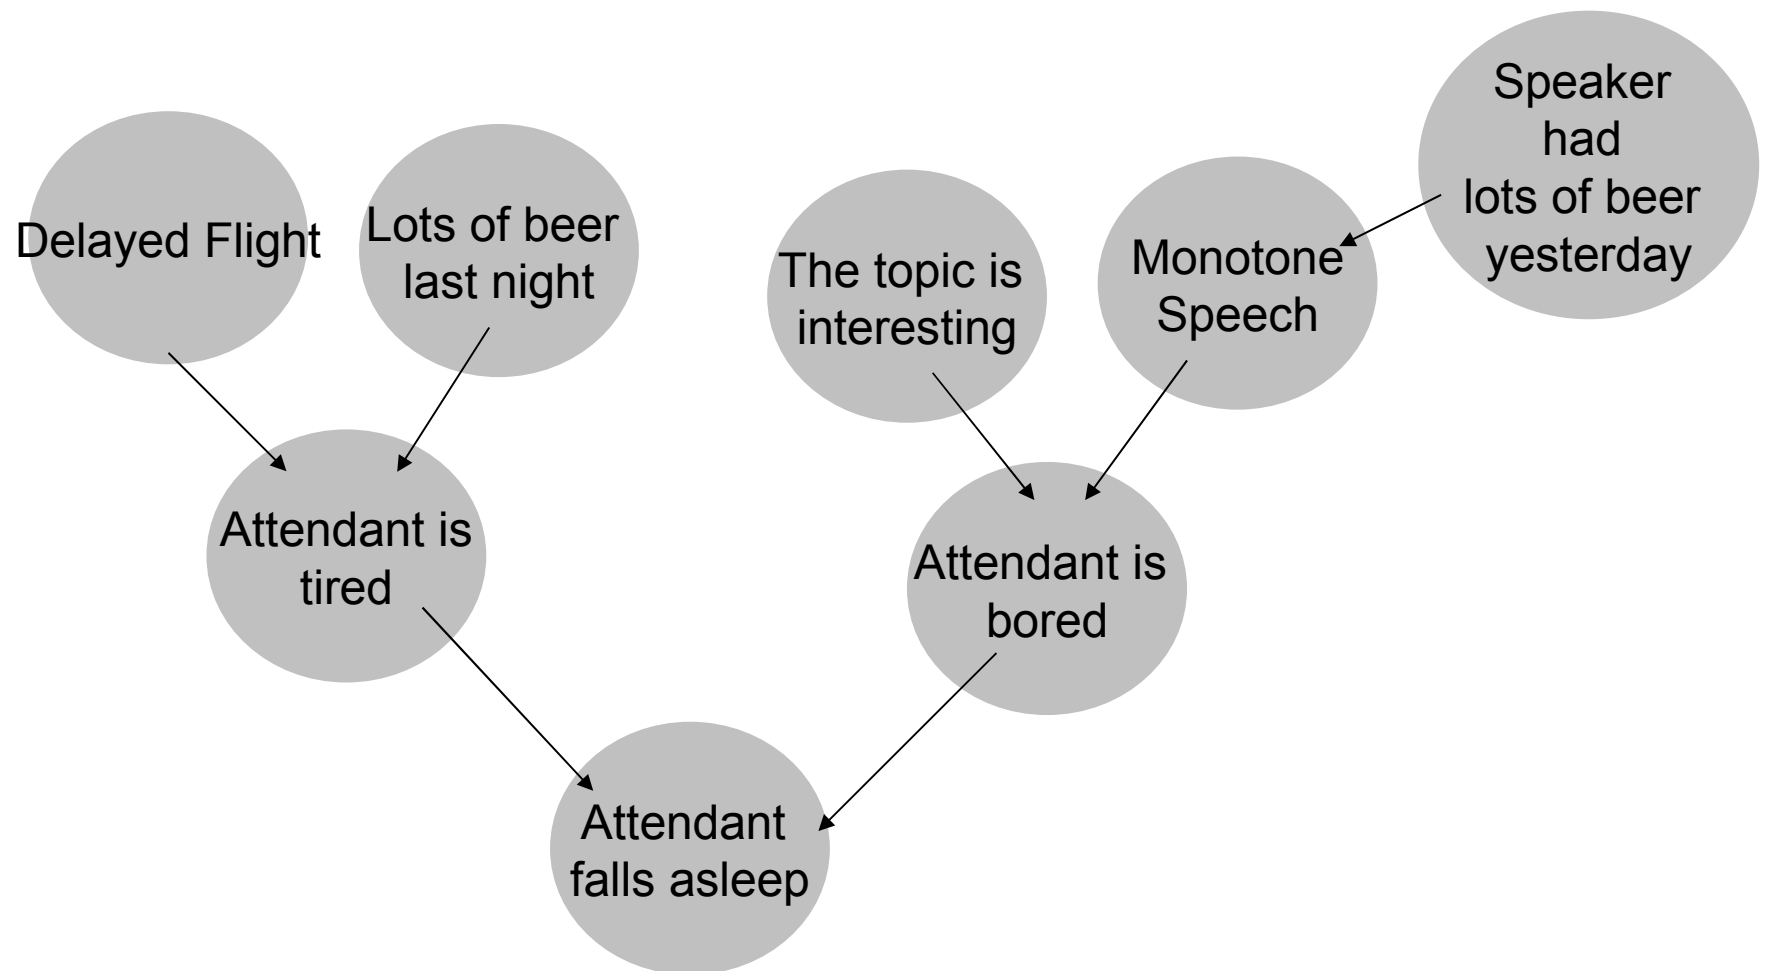 Delayed Flight
Lots of beer
last night
The topic is
interesting
Monotone
Speech
Speaker
had
lots of beer
yesterday
Attendant is
tired
Attendant is
bored
Attendant
falls asleep